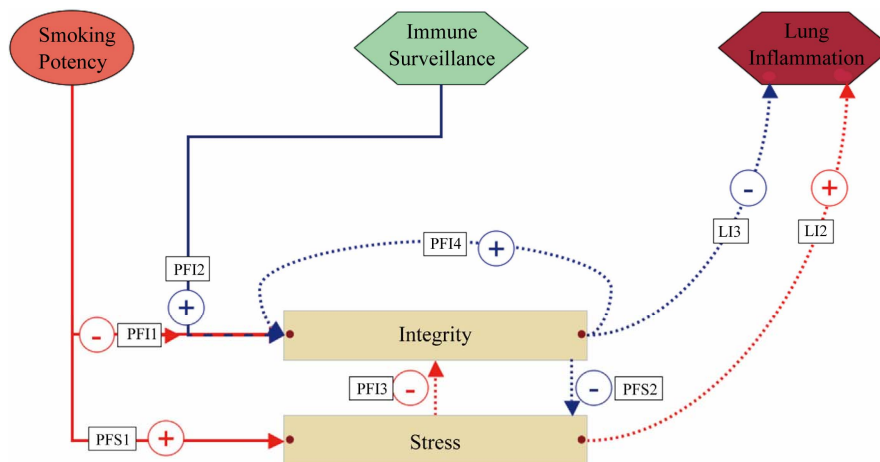 Smoking
Potency
Immune
Surveillance
Lung
Inflammation
-
+
LI3
LI2
PFI4
+
PFI2
+
-
PFI1
Integrity
PFI3
-
-
PFS2
PFS1
+
Stress